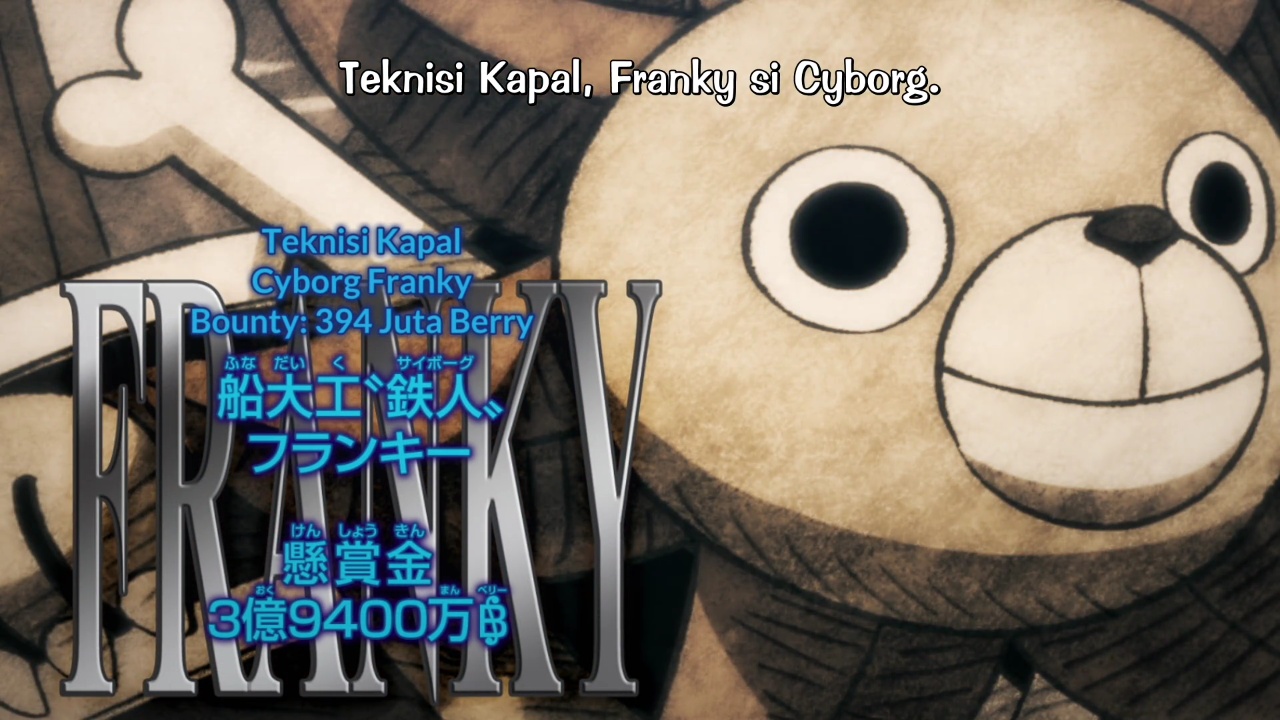 Teknisi Kapal, Franky si Cyborg.
Teknisi Kapal
Cyborg Franky
Bounty: 394 Juta Berry
FRANKY
ふな だい く サイボーグ
船大工〝鉄人〟
フランキー
けん しょう きん
懸賞金
おく まん ベリー
3億9400万฿